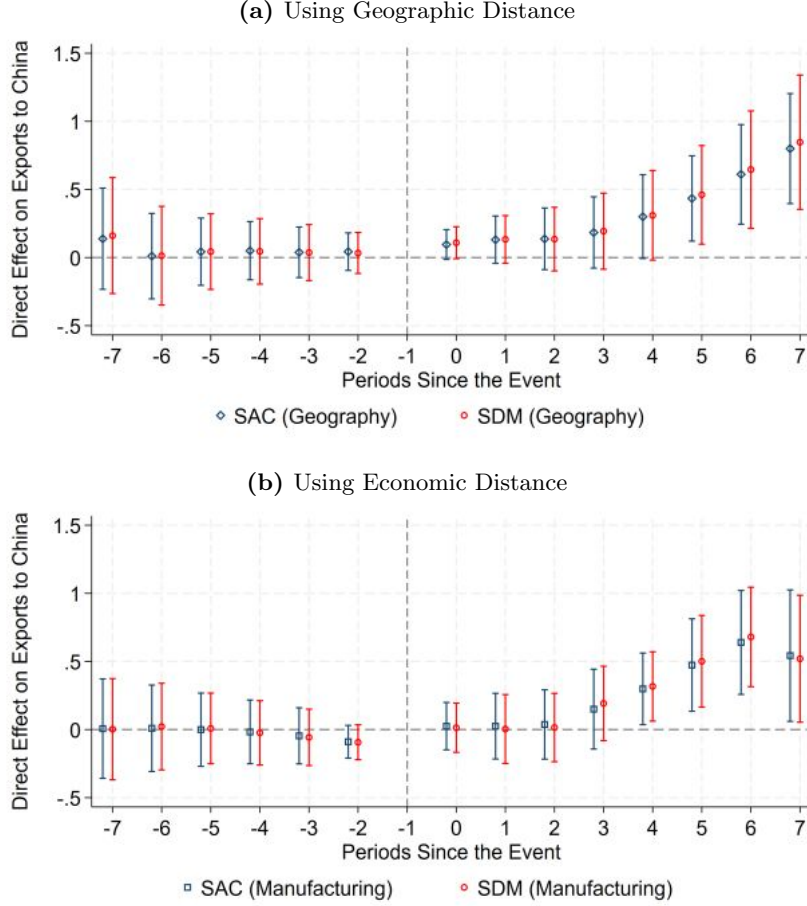 (a) Using Geographic Distance
Direct Effect on Exports to China
1.5
1
.5
0
-.5
-7 -6 -5 -4 -3 -2 -1 0 1 2 3 4 5 6 7
Periods Since the Event
SAC (Geography) SDM (Geography)
(b) Using Economic Distance
Direct Effect on Exports to China
1.5
1
.5
0
-.5
-7 -6 -5 -4 -3 -2 -1 0 1 2 3 4 5 6 7
Periods Since the Event
SAC (Manufacturing) SDM (Manufacturing)